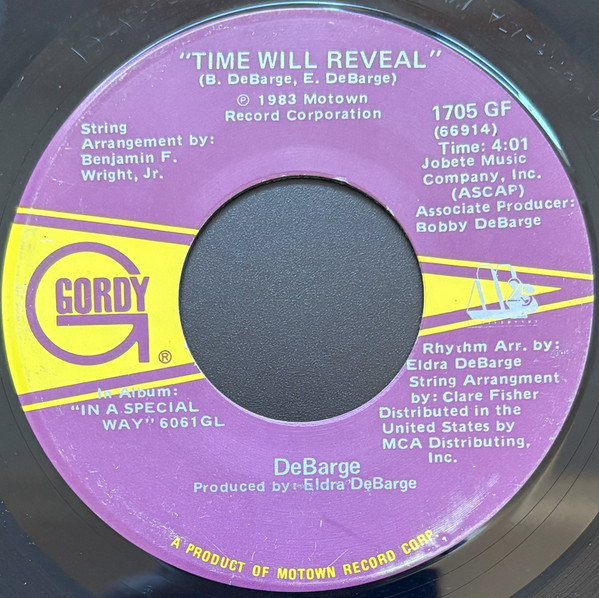 "TIME WILL REVEAL"
(B. DeBarge, E. DeBarge)
℗ 1983 Motown
Record Corporation
String
Arrangement by:
Benjamin F.
Wright, Jr.
1705 GF
(66914)
Time: 4:01
Jobete Music
Company, Inc.
(ASCAP)
Associate Producer:
Bobby DeBarge
GORDY
®
In Album:
"IN A SPECIAL
WAY" 6061GL
Rhythm Arr. by:
Eldra DeBarge
String Arrangment
by: Clare Fisher
Distributed in the
United States by
MCA Distributing,
Inc.
DeBarge
Produced by: Eldra DeBarge
A PRODUCT OF MOTOWN RECORD CORP.